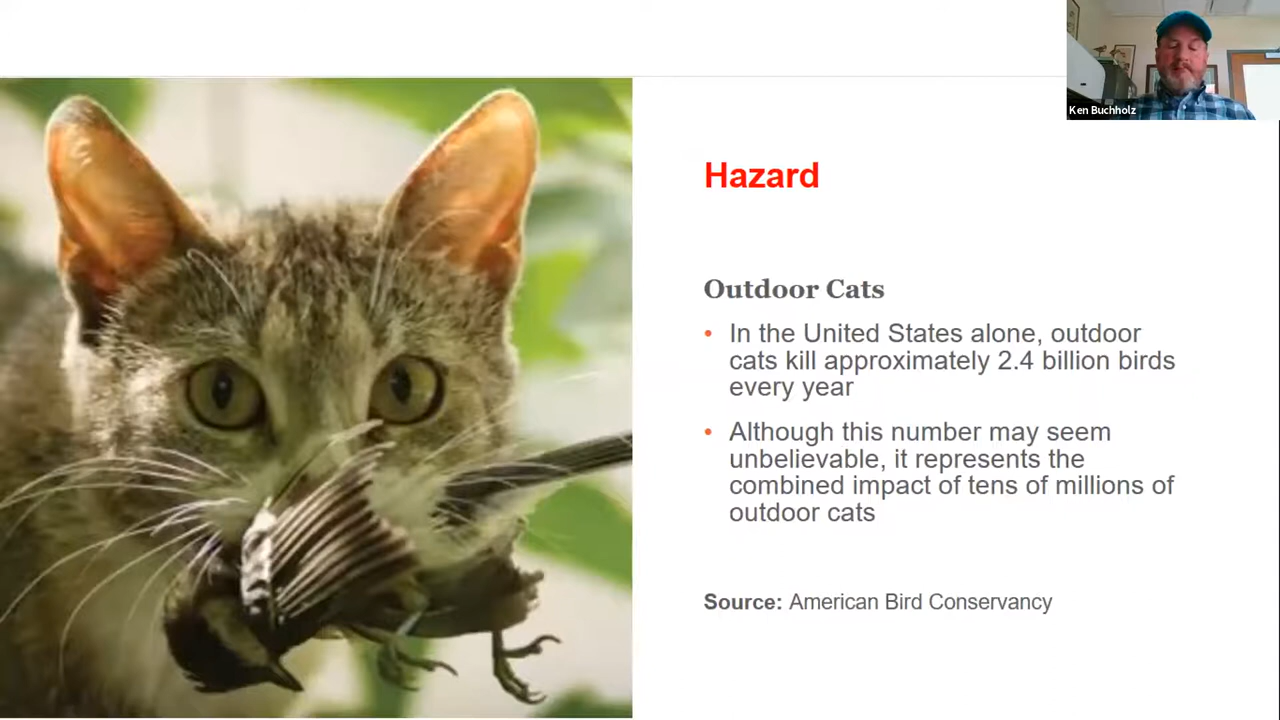 Ken Buchholz
Hazard
Outdoor Cats
• In the United States alone, outdoor
cats kill approximately 2.4 billion birds
every year
• Although this number may seem
unbelievable, it represents the
combined impact of tens of millions of
outdoor cats
Source: American Bird Conservancy